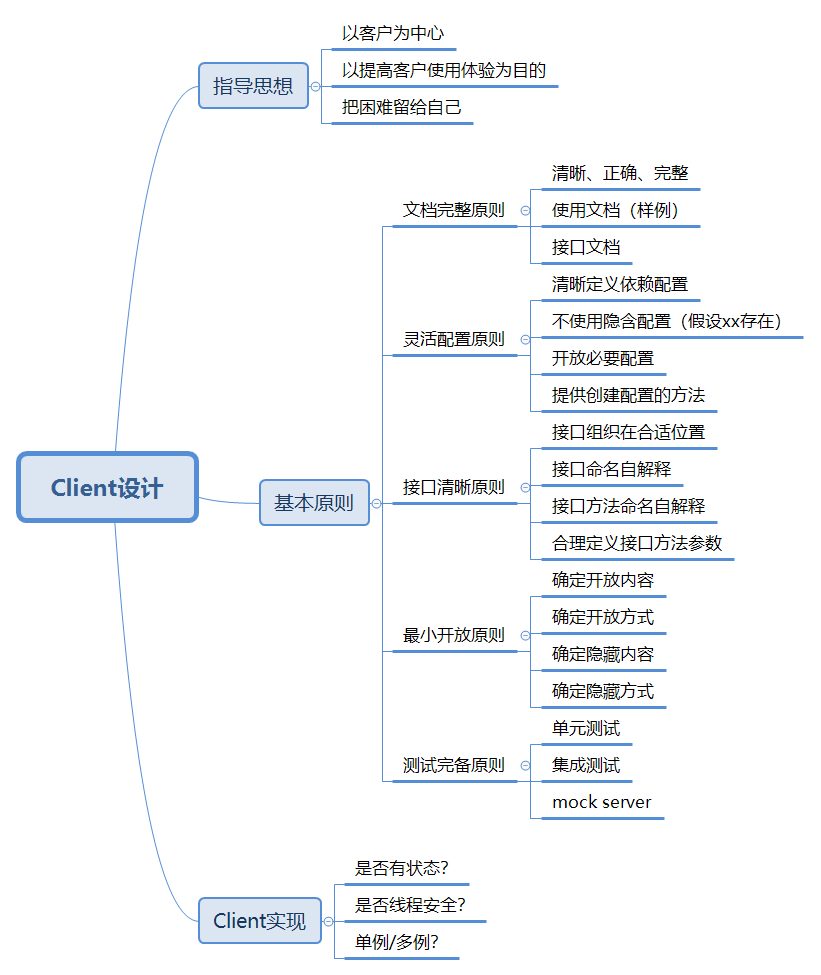 Client设计
指导思想
以客户为中心
以提高客户使用体验为目的
把困难留给自己
基本原则
文档完整原则
清晰、正确、完整
使用文档（样例）
接口文档
灵活配置原则
清晰定义依赖配置
不使用隐含配置（假设xx存在）
开放必要配置
提供创建配置的方法
接口清晰原则
接口组织在合适位置
接口命名自解释
接口方法命名自解释
合理定义接口方法参数
最小开放原则
确定开放内容
确定开放方式
确定隐藏内容
确定隐藏方式
测试完备原则
单元测试
集成测试
mock server
Client实现
是否有状态？
是否线程安全？
单例/多例？